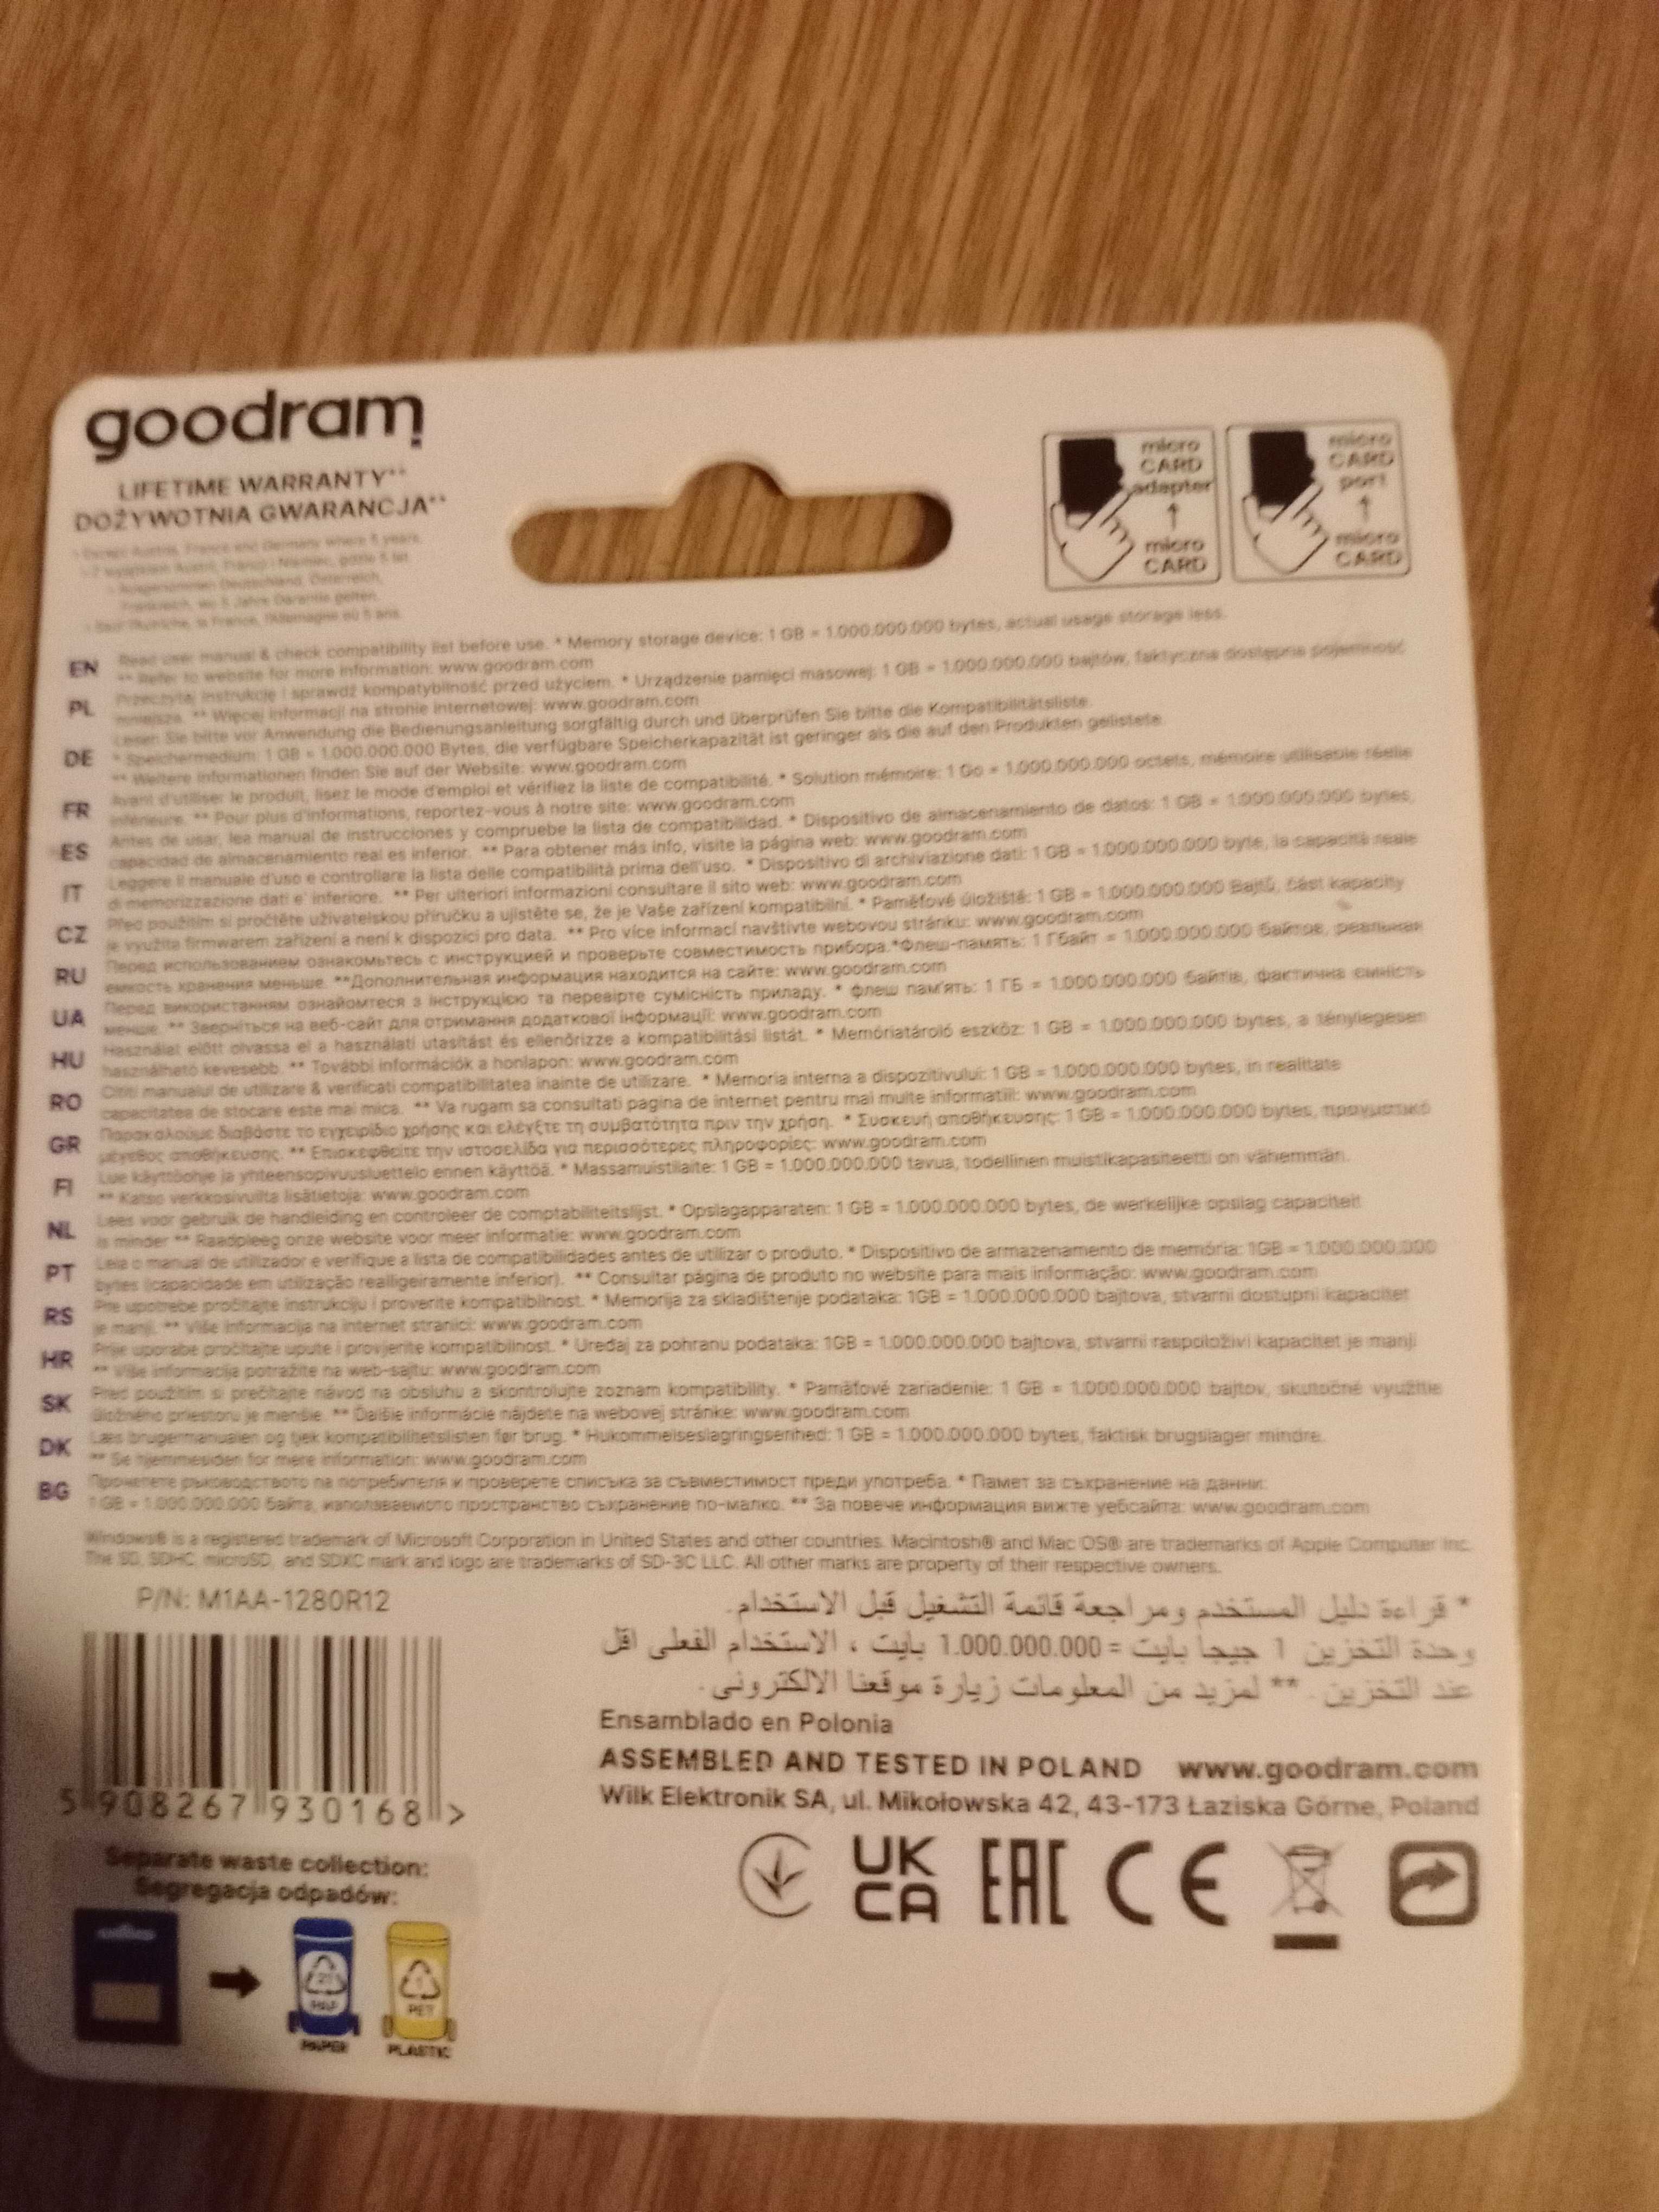 goodram
LIFETIME WARRANTY**
DOŻYWOTNIA GWARANCJA**
micro
CARD
adapter
micro
CARD
micro
CARD
port
micro
CARD
EN Read user manual & check compatibility list before use. * Memory storage device: 1 GB = 1.000.000.000 bytes, actual usage storage less.
** Refer to website for more information: www.goodram.com
PL Przeczytaj instrukcję i sprawdź kompatybilność przed użyciem. * Urządzenie pamięci masowej: 1 GB = 1.000.000.000 bajtów, faktycznie dostępna pojemność
mniejsza. ** Więcej informacji na stronie internetowej: www.goodram.com
DE Lesen Sie bitte vor Anwendung die Bedienungsanleitung sorgfältig durch und überprüfen Sie bitte die Kompatibilitätsliste.
* Speichermedium: 1 GB = 1.000.000.000 Bytes, die verfügbare Speicherkapazität ist geringer als die auf den Produkten gelistete.
** Weitere Informationen finden Sie auf der Website: www.goodram.com
FR Avant d'utiliser le produit, lisez le mode d'emploi et vérifiez la liste de compatibilité. * Solution mémoire: 1 Go = 1.000.000.000 octets, mémoire utilisable réelle
inférieure. ** Pour plus d'informations, reportez-vous à notre site: www.goodram.com
ES Antes de usar, lea manual de instrucciones y compruebe la lista de compatibilidad. * Dispositivo de almacenamiento de datos: 1 GB = 1.000.000.000 bytes,
capacidad de almacenamiento real es inferior. ** Para obtener más info, visite la página web: www.goodram.com
IT Leggere il manuale d'uso e controllare la lista delle compatibilità prima dell'uso. * Dispositivo di archiviazione dati: 1 GB = 1.000.000.000 byte, la capacità reale
di memorizzazione dati e' inferiore. ** Per ulteriori informazioni consultare il sito web: www.goodram.com
CZ Před použitím si pročtěte uživatelskou příručku a ujistěte se, že je Vaše zařízení kompatibilní. * Paměťové úložiště: 1 GB = 1.000.000.000 Bajtů, část kapacity
je využita firmwarem zařízení a není k dispozici pro data. ** Pro více informací navštivte webovou stránku: www.goodram.com
RU Перед использованием ознакомьтесь с инструкцией и проверьте совместимость прибора.*Флеш-память: 1 Гбайт = 1.000.000.000 байтов, реальная
емкость хранения меньше. **Дополнительная информация находится на сайте: www.goodram.com
UA Перед використанням ознайомтеся з інструкцією та перевірте сумісність приладу. * флеш пам'ять: 1 ГБ = 1.000.000.000 байтів, фактична ємність
менше. ** Зверніться на веб-сайт для отримання додаткової інформації: www.goodram.com
HU Használat előtt olvassa el a használati utasítást és ellenőrizze a kompatibilitási listát. * Memóriatároló eszköz: 1 GB = 1.000.000.000 bytes, a ténylegesen
használható kevesebb. ** További információk a honlapon: www.goodram.com
RO Cititi manualul de utilizare & verificati compatibilitatea inainte de utilizare. * Memoria interna a dispozitivului: 1 GB = 1.000.000.000 bytes, in realitate
capacitatea de stocare este mai mica. ** Va rugam sa consultati pagina de internet pentru mai multe informatiil: www.goodram.com
GR Παρακαλούμε διαβάστε το εγχειρίδιο χρήσης και ελέγξτε τη συμβατότητα πριν την χρήση. * Συσκευή αποθήκευσης: 1 GB = 1.000.000.000 bytes, πραγματικό
μέγεθος αποθήκευσης. ** Επισκεφθείτε την ιστοσελίδα για περισσότερες πληροφορίες: www.goodram.com
FI Lue käyttöohje ja yhteensopivuusluettelo ennen käyttöä. * Massamuistilaite: 1 GB = 1.000.000.000 tavua, todellinen muistikapasiteetti on vähemmän.
** Katso verkkosivuilta lisätietoja: www.goodram.com
NL Lees voor gebruik de handleiding en controleer de comptabiliteitslijst. * Opslagapparaten: 1 GB = 1.000.000.000 bytes, de werkelijke opslag capaciteit
is minder ** Raadpleeg onze website voor meer informatie: www.goodram.com
PT Leia o manual de utilizador e verifique a lista de compatibilidades antes de utilizar o produto. * Dispositivo de armazenamento de memória: 1GB = 1.000.000.000
bytes (capacidade em utilização realligeiramente inferior). ** Consultar página de produto no website para mais informação: www.goodram.com
RS Pre upotrebe pročitajte instrukciju i proverite kompatibilnost. * Memorija za skladištenje podataka: 1GB = 1.000.000.000 bajtova, stvarni dostupni kapacitet
je manji. ** Više informacija na internet stranici: www.goodram.com
HR Prije uporabe pročitajte upute i provjerite kompatibilnost. * Uređaj za pohranu podataka: 1GB = 1.000.000.000 bajtova, stvarni raspoloživi kapacitet je manji
** Više informacija potražite na web-sajtu: www.goodram.com
SK Pred použitím si prečítajte návod na obsluhu a skontrolujte zoznam kompatibility. * Pamäťové zariadenie: 1 GB = 1.000.000.000 bajtov, skutočné využitie
úložného priestoru je menšie. ** Ďalšie informácie nájdete na webovej stránke: www.goodram.com
DK Læs brugermanualen og tjek kompatibilitetslisten før brug. * Hukommelseslagringsenhed: 1 GB = 1.000.000.000 bytes, faktisk brugslager mindre.
** Se hjemmesiden for mere information: www.goodram.com
BG Прочетете ръководството на потребителя и проверете списъка за съвместимост преди употреба. * Памет за съхранение на данни:
1 GB = 1.000.000.000 байта, използваемото пространство съхранение по-малко. ** За повече информация вижте уебсайта: www.goodram.com
Windows® is a registered trademark of Microsoft Corporation in United States and other countries. Macintosh® and Mac OS® are trademarks of Apple Computer Inc.
The SD, SDHC, microSD, and SDXC mark and logo are trademarks of SD-3C LLC. All other marks are property of their respective owners.
P/N: M1AA-1280R12
5 908267 930168 >
* قراءة دليل المستخدم ومراجعة قائمة التشغيل قبل الاستخدام.
وحدة التخزين 1 جيجا بايت = 1.000.000.000 بايت ، الاستخدام الفعلى اقل
عند التخزين. ** لمزيد من المعلومات زيارة موقعنا الالكترونى.
Ensamblado en Polonia
ASSEMBLED AND TESTED IN POLAND www.goodram.com
Wilk Elektronik SA, ul. Mikołowska 42, 43-173 Łaziska Górne, Poland
Separate waste collection:
Segregacja odpadów:
UK
CA
EAC
CE
21
PAP
PAPER
1
PET
PLASTIC